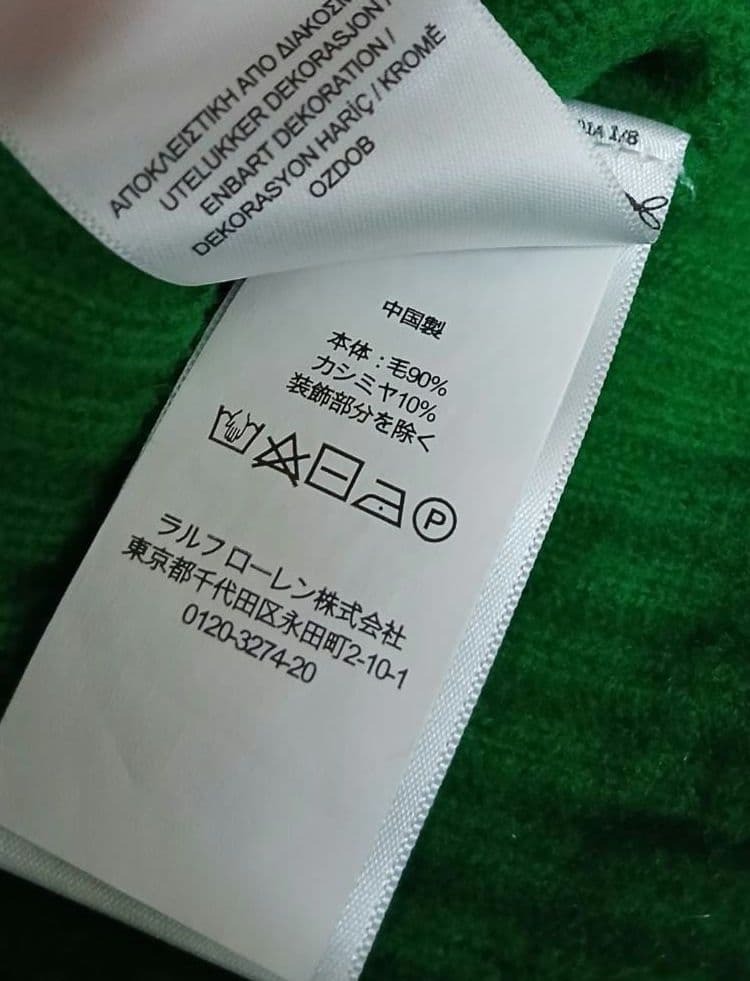 ΑΠΟΚΛΕΙΣΤΙΚΗ ΑΠΟ ΔΙΑΚΟΣΜ
UTELUKKER DEKORASJON /
ENBART DEKORATION /
DEKORASYON HARİÇ / KROMĚ
OZDOB
1/8
中国製
本体：毛90%
カシミヤ10%
装飾部分を除く
P
ラルフ ローレン株式会社
東京都千代田区永田町2-10-1
0120-3274-20